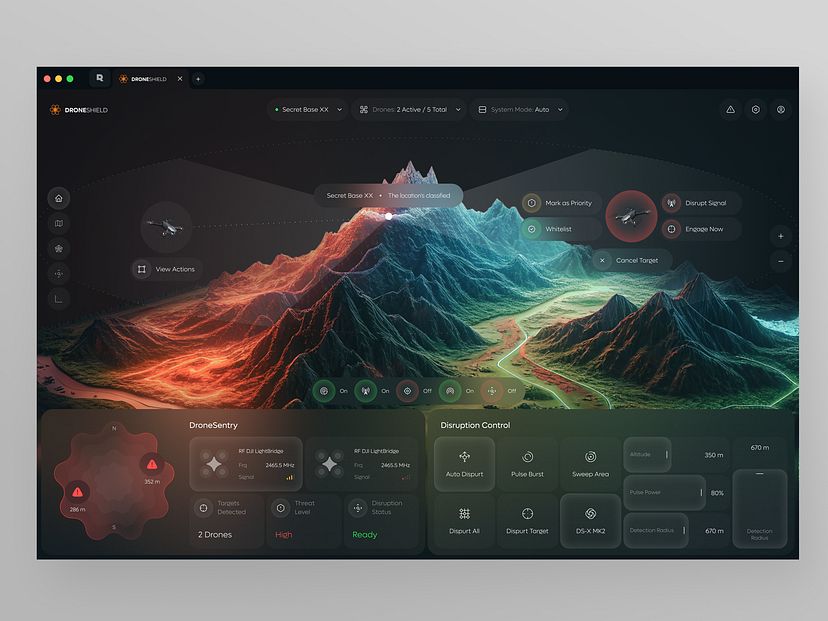 DRONESHIELD
DRONESHIELD
Secret Base XX
Drones: 2 Active / 5 Total
System Mode: Auto
Secret Base XX • The location's classified
Mark as Priority
Disrupt Signal
Whitelist
Engage Now
View Actions
Cancel Target
On
On
Off
On
Off
DroneSentry
N
352 m
286 m
S
RF DJI LightBridge
Frq 2465.5 MHz
Signal
RF DJI LightBridge
Frq 2465.5 MHz
Signal
Targets
Detected
2 Drones
Threat
Level
High
Disruption
Status
Ready
Disruption Control
Auto Dispurt
Pulse Burst
Sweep Area
Dispurt All
Dispurt Target
DS-X MK2
Altitude
350 m
Pulse Power
80%
Detection Radius
670 m
670 m
Detection
Radius